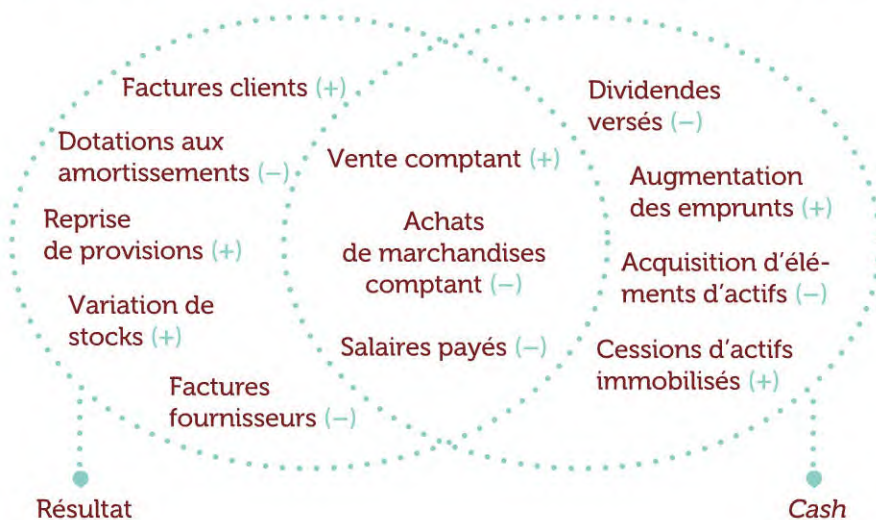 Factures clients (+)
Dotations aux
amortissements (−)
Reprise
de provisions (+)
Variation de
stocks (+)
Factures
fournisseurs (−)
Vente comptant (+)
Achats
de marchandises
comptant (−)
Salaires payés (−)
Dividendes
versés (−)
Augmentation
des emprunts (+)
Acquisition d’élé-
ments d’actifs (−)
Cessions d’actifs
immobilisés (+)
Résultat
Cash